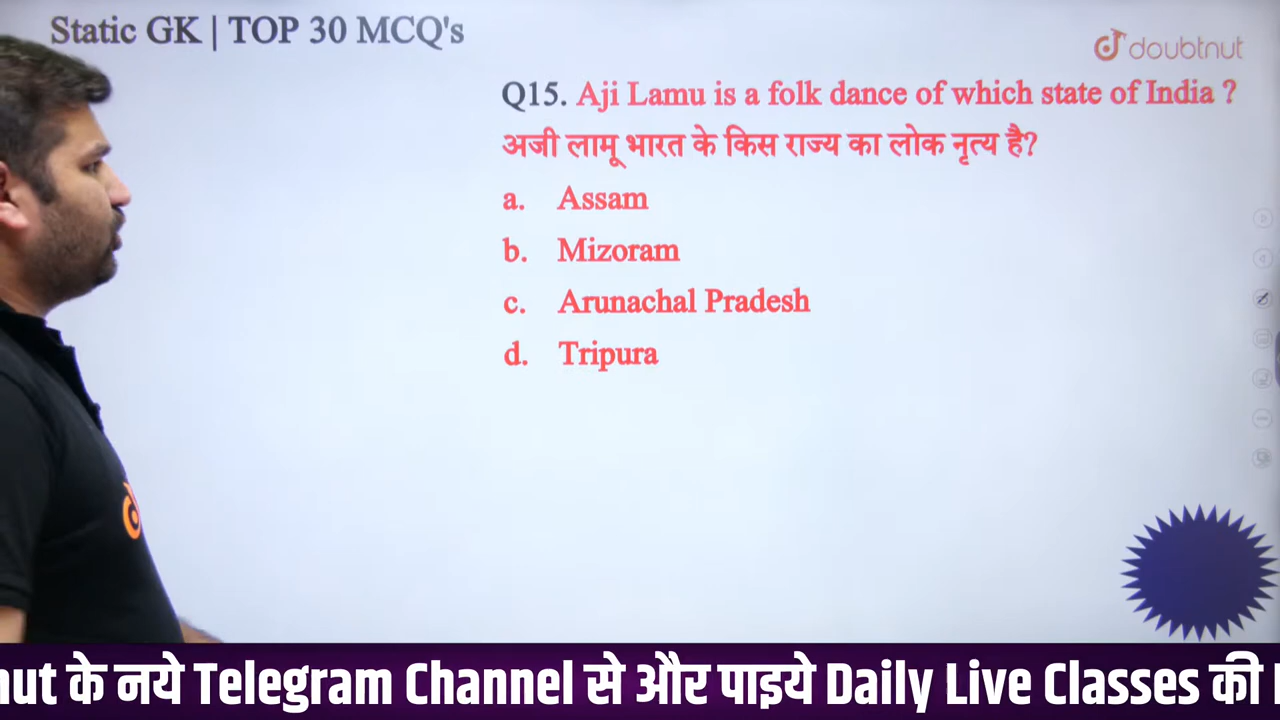 Static GK | TOP 30 MCQ's
doubtnut
Q15. Aji Lamu is a folk dance of which state of India ?
अजी लामू भारत के किस राज्य का लोक नृत्य है?
a. Assam
b. Mizoram
c. Arunachal Pradesh
d. Tripura
nut के नये Telegram Channel से और पाइये Daily Live Classes की